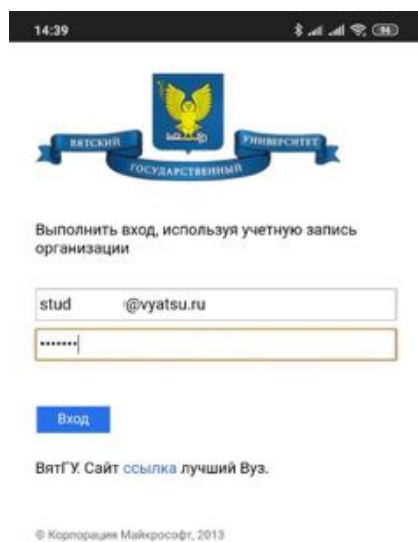 14:39
96
ВЯТСКИЙ
ГОСУДАРСТВЕННЫЙ
УНИВЕРСИТЕТ
Выполнить вход, используя учетную запись
организации
stud @vyatsu.ru
•••••••
Вход
ВятГУ. Сайт ссылка лучший Вуз.
© Корпорация Майкрософт, 2013